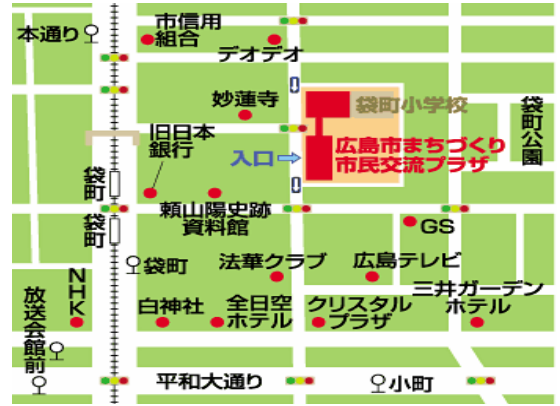 本通り
市信用
組合
デオデオ
妙蓮寺
袋町小学校
袋町公園
旧日本
銀行
入口
広島市まちづくり
市民交流プラザ
袋町
頼山陽史跡
資料館
袋町
GS
袋町
法華クラブ
広島テレビ
NHK
放送会館前
白神社
全日空
ホテル
クリスタル
プラザ
三井ガーデン
ホテル
平和大通り
小町